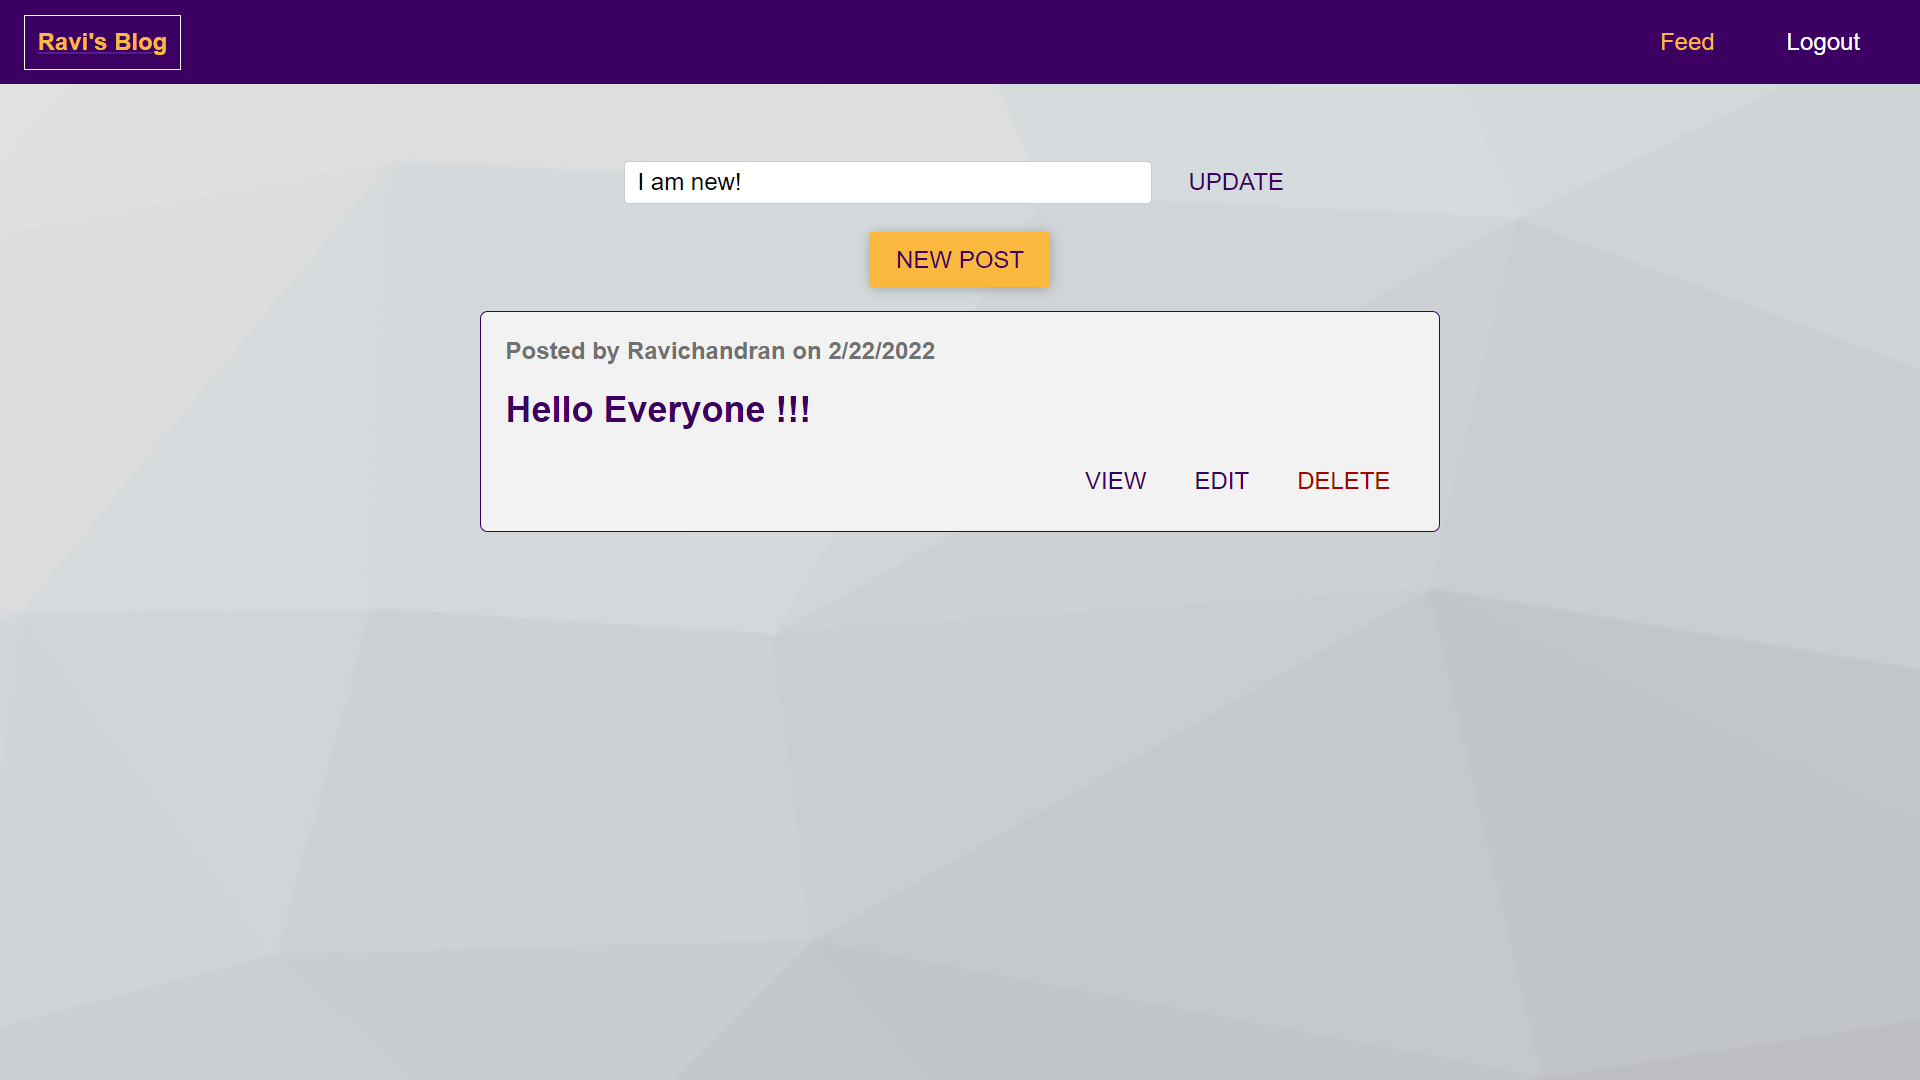 Ravi's Blog Feed Logout
I am new! UPDATE
NEW POST
Posted by Ravichandran on 2/22/2022
Hello Everyone !!!
VIEW EDIT DELETE